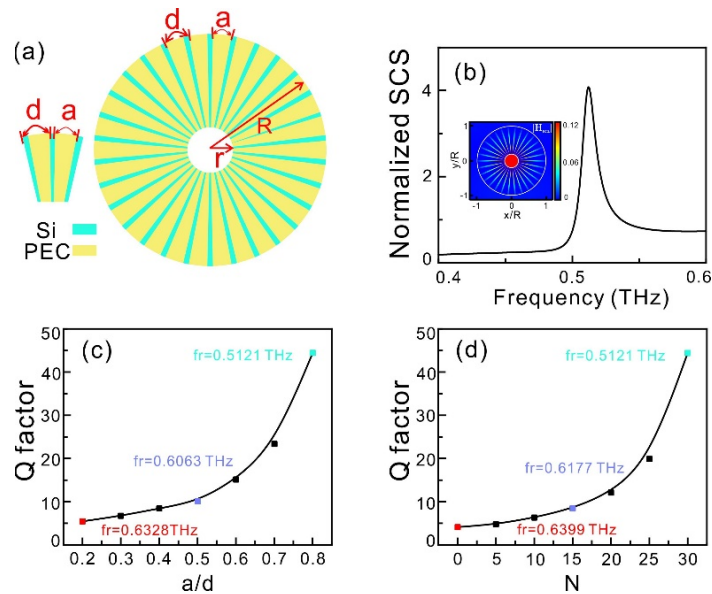 (a)
d
a
d
a
R
r
Si
PEC
(b)
Normalized SCS
4
2
0
0.4
0.5
0.6
Frequency (THz)
|Hsca|
0.12
0.06
0
y/R
1
0
-1
-1
0
1
x/R
(c)
Q factor
50
40
30
20
10
0
fr=0.5121 THz
fr=0.6063 THz
fr=0.6328THz
0.2 0.3 0.4 0.5 0.6 0.7 0.8
a/d
(d)
Q factor
50
40
30
20
10
0
fr=0.5121 THz
fr=0.6177 THz
fr=0.6399 THz
0 5 10 15 20 25 30
N